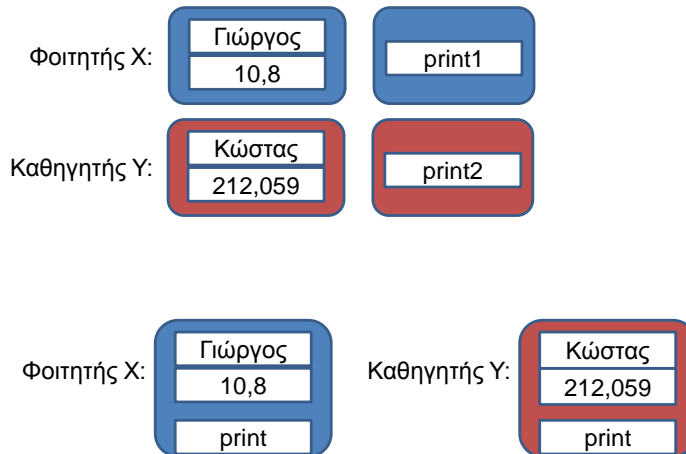 Φοιτητής Χ:
Γιώργος
10,8
print1
Καθηγητής Υ:
Κώστας
212,059
print2
Φοιτητής Χ:
Γιώργος
10,8
print
Καθηγητής Υ:
Κώστας
212,059
print